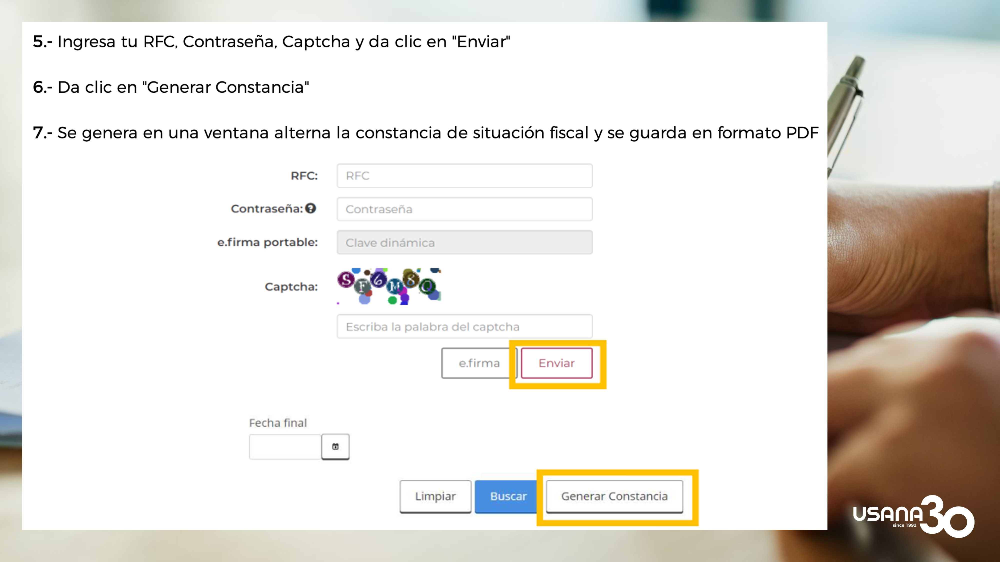 5.- Ingresa tu RFC, Contraseña, Captcha y da clic en "Enviar"
6.- Da clic en "Generar Constancia"
7.- Se genera en una ventana alterna la constancia de situación fiscal y se guarda en formato PDF
RFC: RFC
Contraseña: Contraseña
e.firma portable: Clave dinámica
Captcha: SF6M8Q
Escriba la palabra del captcha
e.firma Enviar
Fecha final
Limpiar Buscar Generar Constancia
USANA 30
since 1992